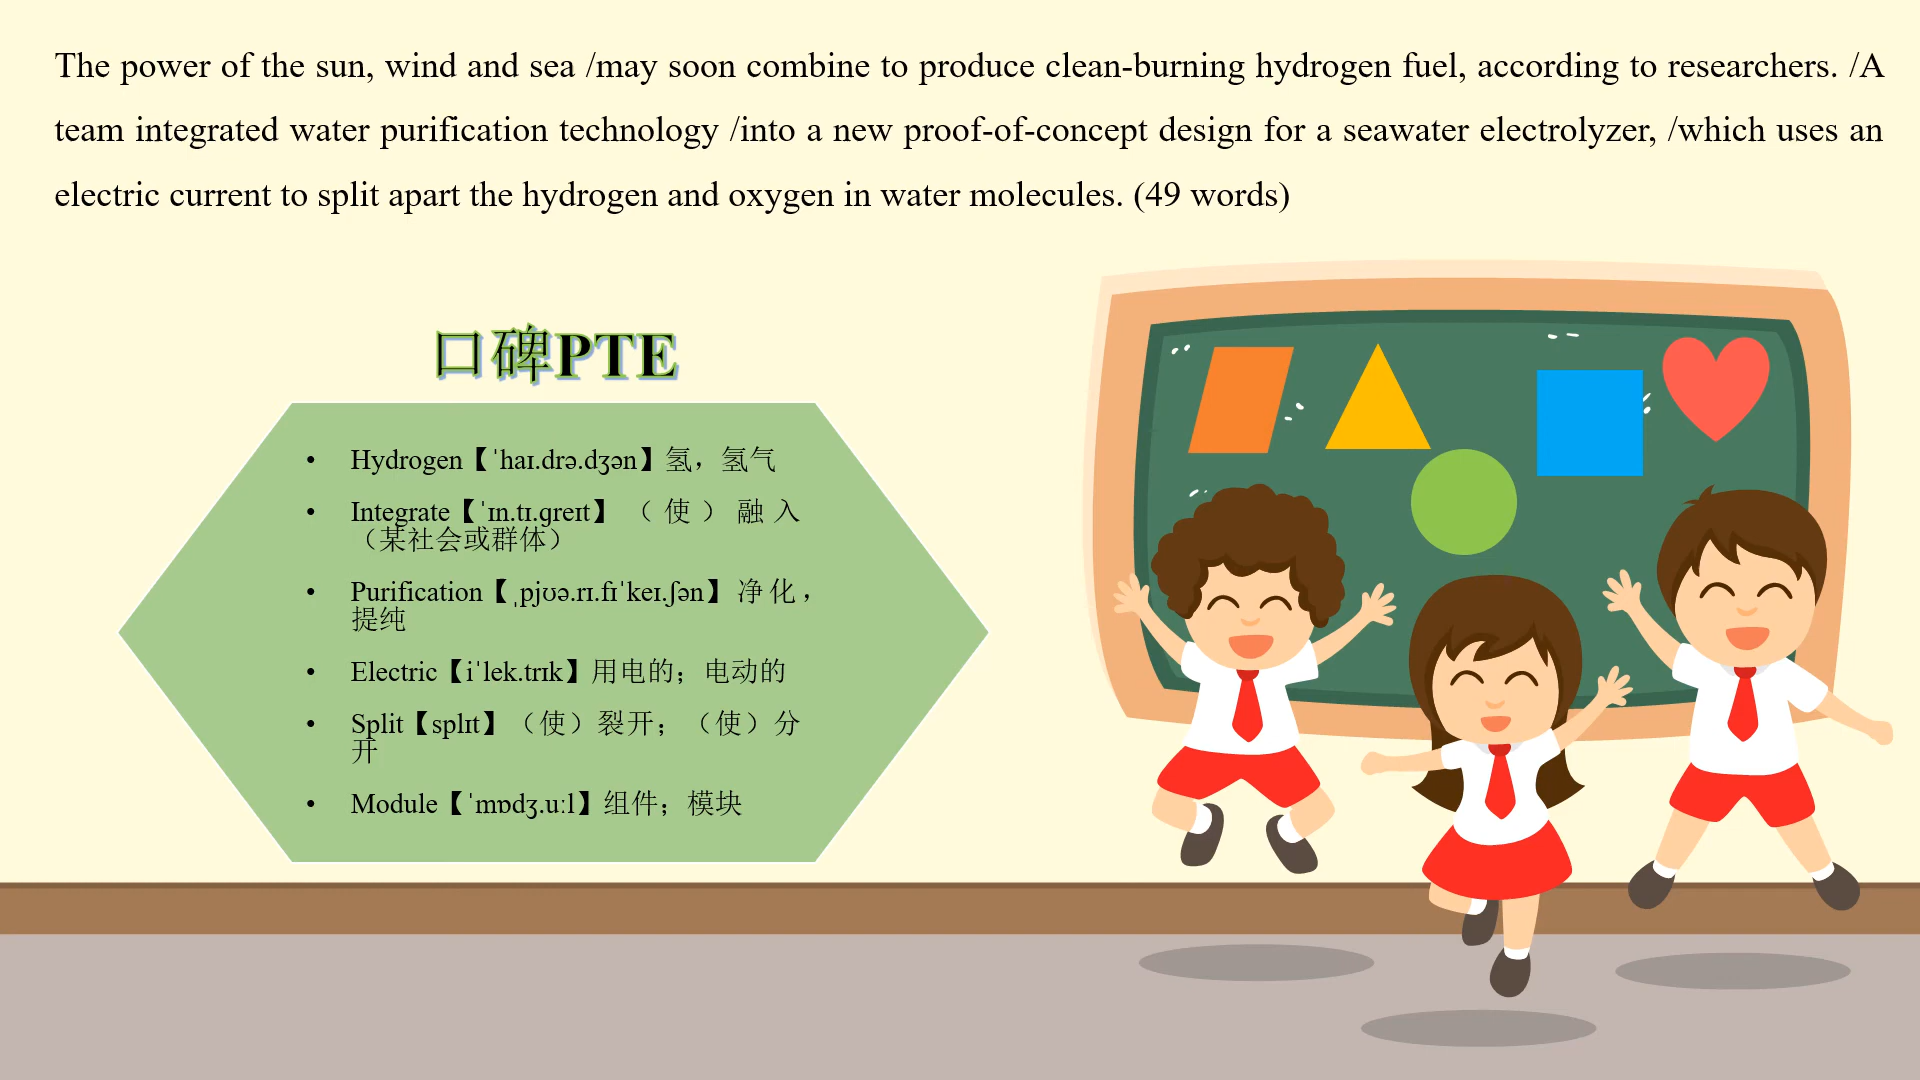 The power of the sun, wind and sea /may soon combine to produce clean-burning hydrogen fuel, according to researchers. /A
team integrated water purification technology /into a new proof-of-concept design for a seawater electrolyzer, /which uses an
electric current to split apart the hydrogen and oxygen in water molecules. (49 words)
口碑PTE
• Hydrogen【ˈhaɪ.drə.dʒən】氢，氢气
• Integrate【ˈɪn.tɪ.ɡreɪt】（使）融入
（某社会或群体）
• Purification【ˌpjʊə.rɪ.fɪˈkeɪ.ʃən】净化，
提纯
• Electric【iˈlek.trɪk】用电的；电动的
• Split【splɪt】（使）裂开；（使）分
开
• Module【ˈmɒdʒ.uːl】组件；模块